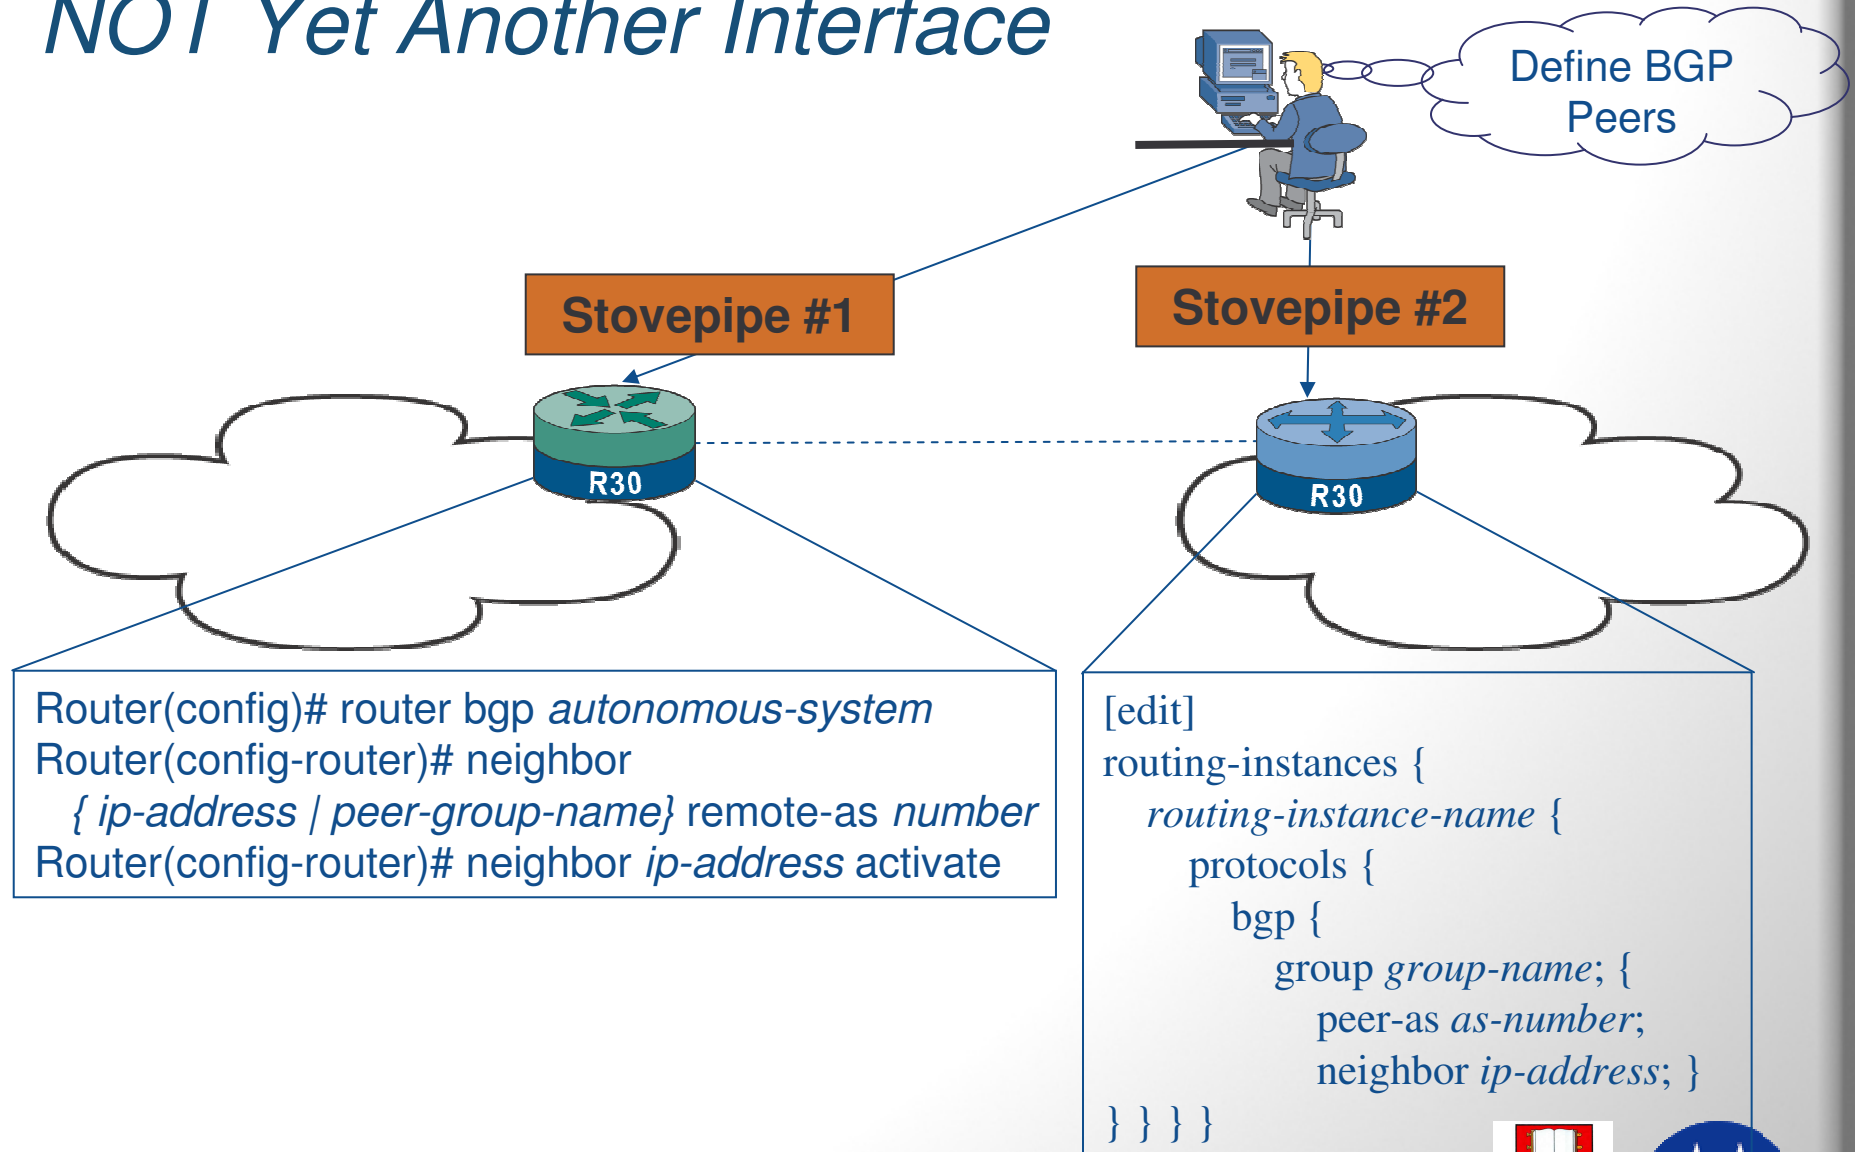 NOT Yet Another Interface
Define BGP
Peers
Stovepipe #1
Stovepipe #2
R30
R30
Router(config)# router bgp autonomous-system
Router(config-router)# neighbor
{ ip-address | peer-group-name} remote-as number
Router(config-router)# neighbor ip-address activate
[edit]
routing-instances {
routing-instance-name {
protocols {
bgp {
group group-name; {
peer-as as-number;
neighbor ip-address; }
} } } }